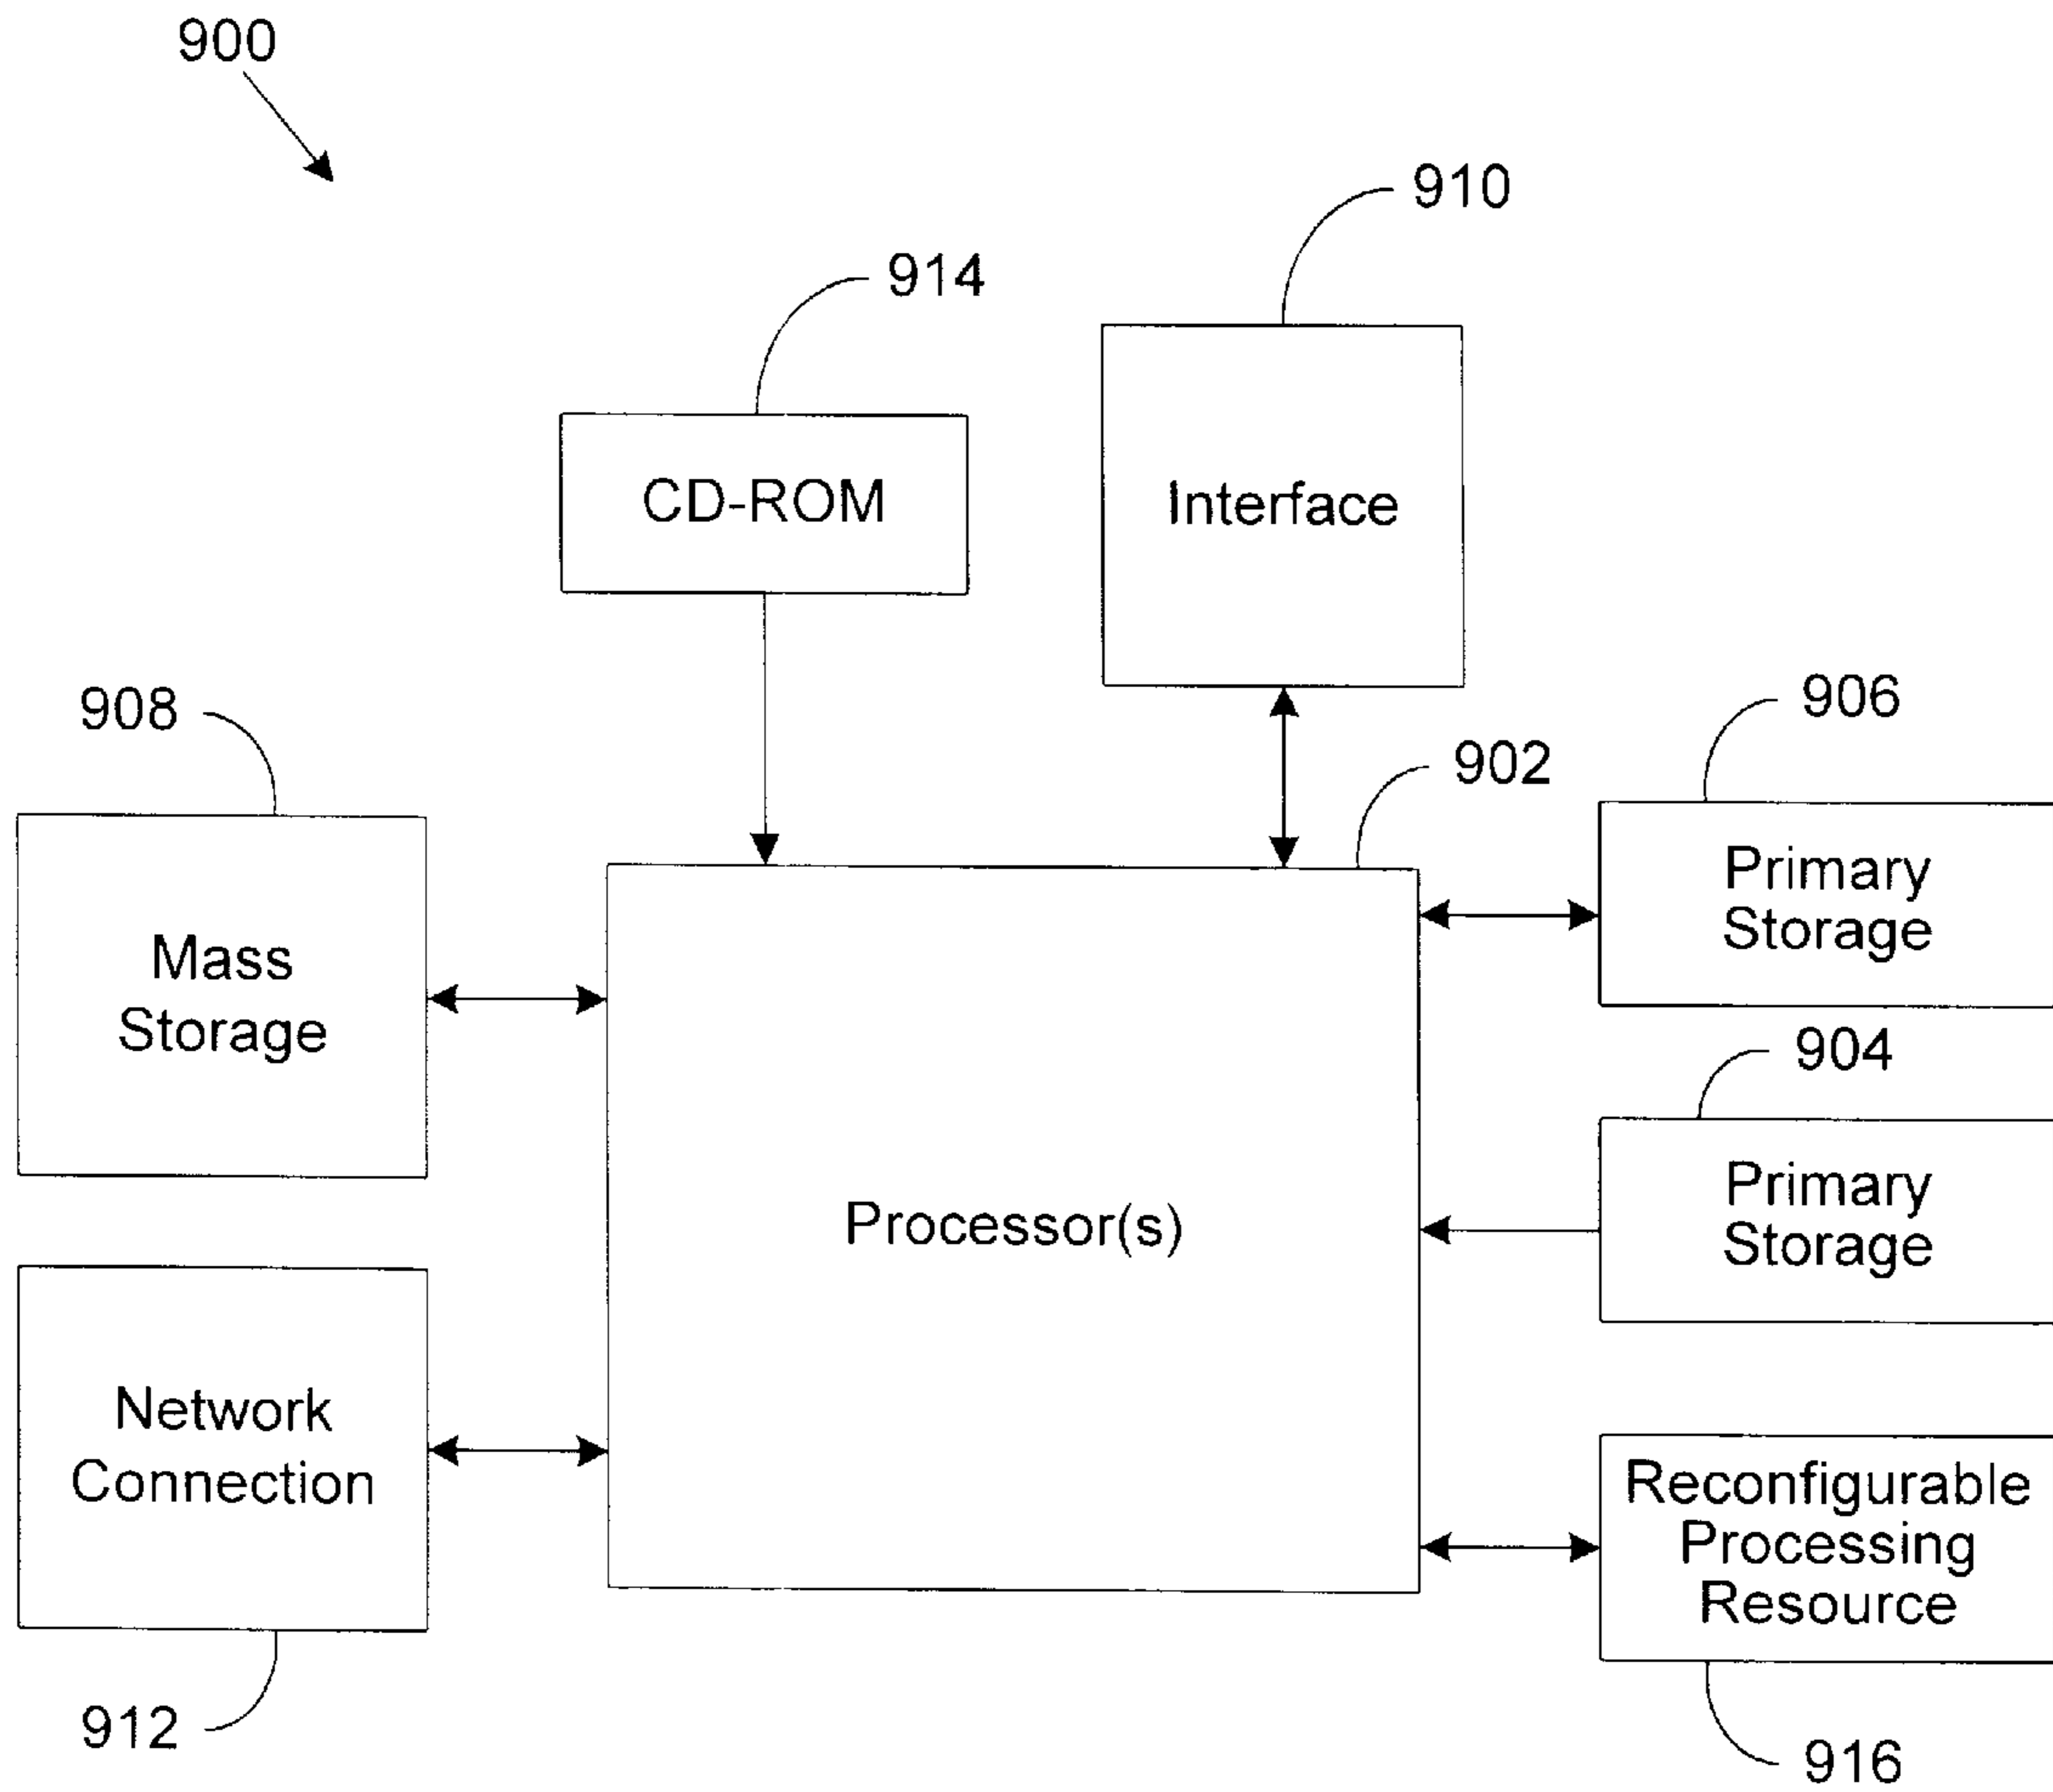 900
910
914
CD-ROM
Interface
908
906
902
Primary
Storage
Mass
Storage
904
Primary
Storage
Processor(s)
Network
Connection
Reconfigurable
Processing
Resource
912
916